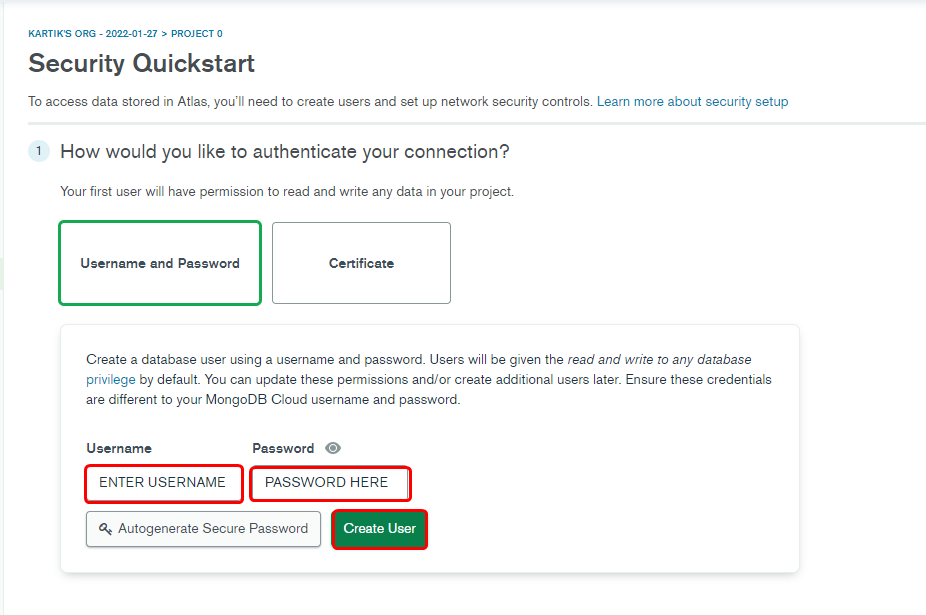 KARTIK'S ORG - 2022-01-27 > PROJECT 0
Security Quickstart
To access data stored in Atlas, you'll need to create users and set up network security controls. Learn more about security setup
1 How would you like to authenticate your connection?
Your first user will have permission to read and write any data in your project.
Username and Password Certificate
Create a database user using a username and password. Users will be given the read and write to any database
privilege by default. You can update these permissions and/or create additional users later. Ensure these credentials
are different to your MongoDB Cloud username and password.
Username Password
ENTER USERNAME PASSWORD HERE
Autogenerate Secure Password Create User